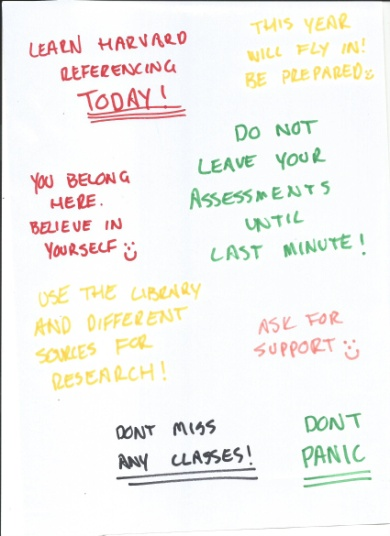 LEARN HARVARD
REFERENCING
TODAY!
THIS YEAR
WILL FLY IN!
BE PREPARED
DO NOT
LEAVE YOUR
ASSESSMENTS
UNTIL
LAST MINUTE!
YOU BELONG
HERE.
BELIEVE IN
YOURSELF
USE THE LIBRARY
AND DIFFERENT
SOURCES FOR
RESEARCH!
ASK FOR
SUPPORT
DONT MISS
ANY CLASSES!
DONT
PANIC